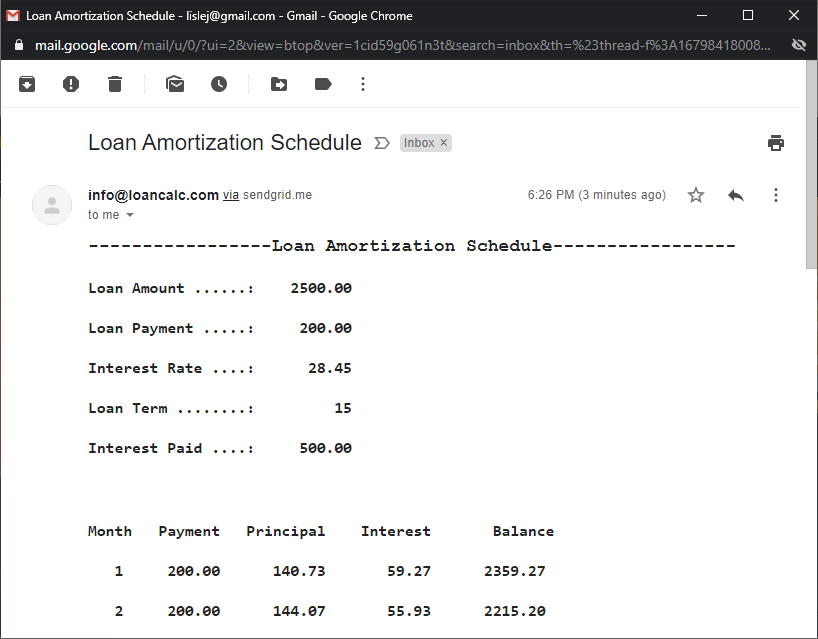 Loan Amortization Schedule - lislej@gmail.com - Gmail - Google Chrome
mail.google.com/mail/u/0/?ui=2&view=btop&ver=1cid59g061n3t&search=inbox&th=%23thread-f%3A16798418008...
Loan Amortization Schedule Inbox ×
info@loancalc.com via sendgrid.me 6:26 PM (3 minutes ago)
to me
-----------------Loan Amortization Schedule-----------------
Loan Amount ......: 2500.00
Loan Payment .....: 200.00
Interest Rate ....: 28.45
Loan Term ........: 15
Interest Paid ....: 500.00
Month Payment Principal Interest Balance
1 200.00 140.73 59.27 2359.27
2 200.00 144.07 55.93 2215.20